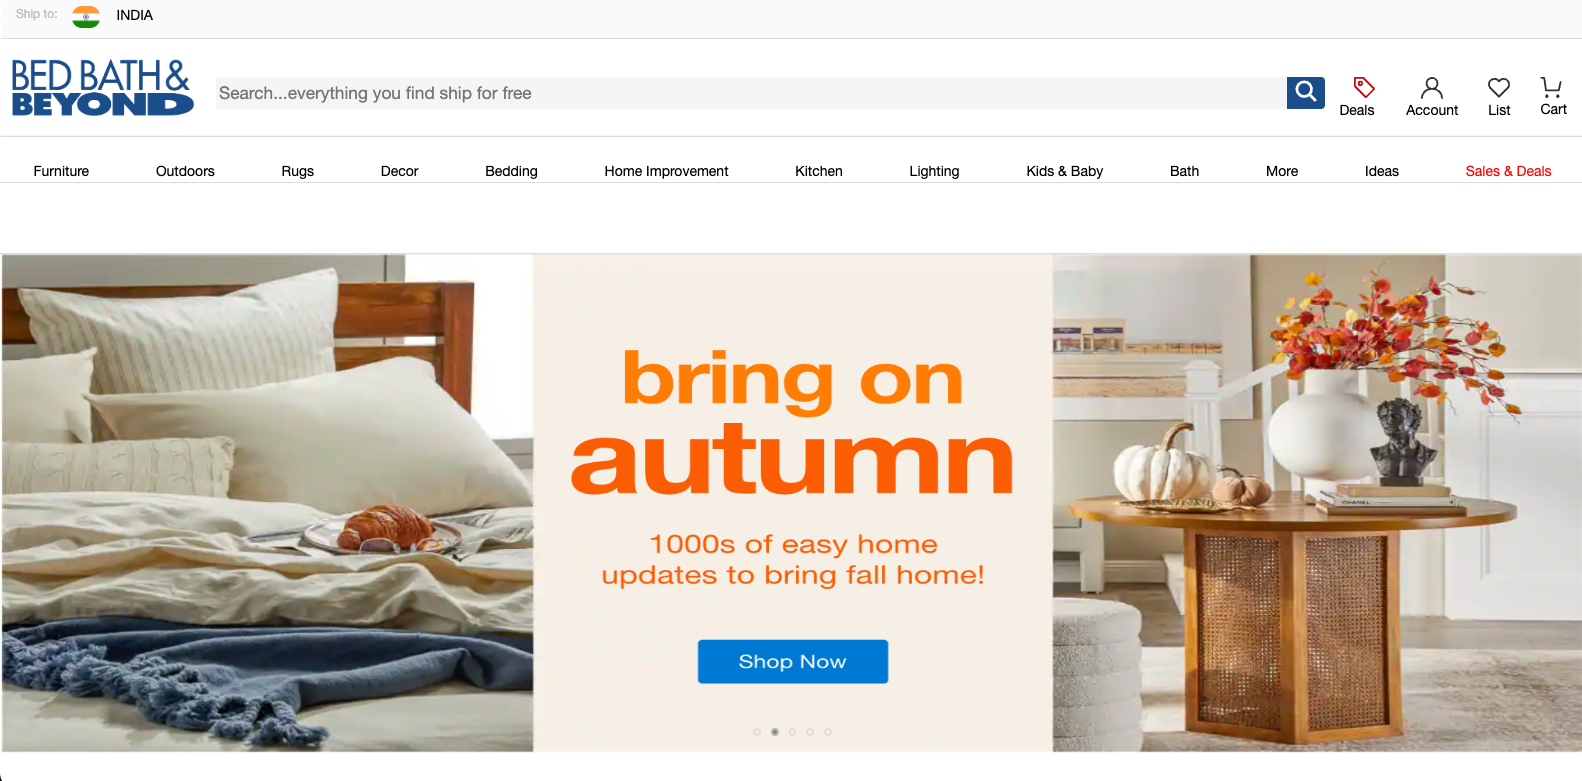 Ship to: INDIA
BED BATH &
BEYOND
Search...everything you find ship for free
Deals Account List Cart
Furniture Outdoors Rugs Decor Bedding Home Improvement Kitchen Lighting Kids & Baby Bath More Ideas Sales & Deals
bring on
autumn
1000s of easy home
updates to bring fall home!
Shop Now
CHANEL